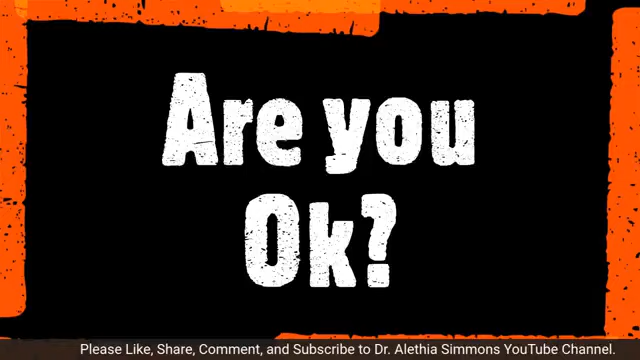 Are you
Ok?
Please Like, Share, Comment, and Subscribe to Dr. Alethia Simmons YouTube Channel.